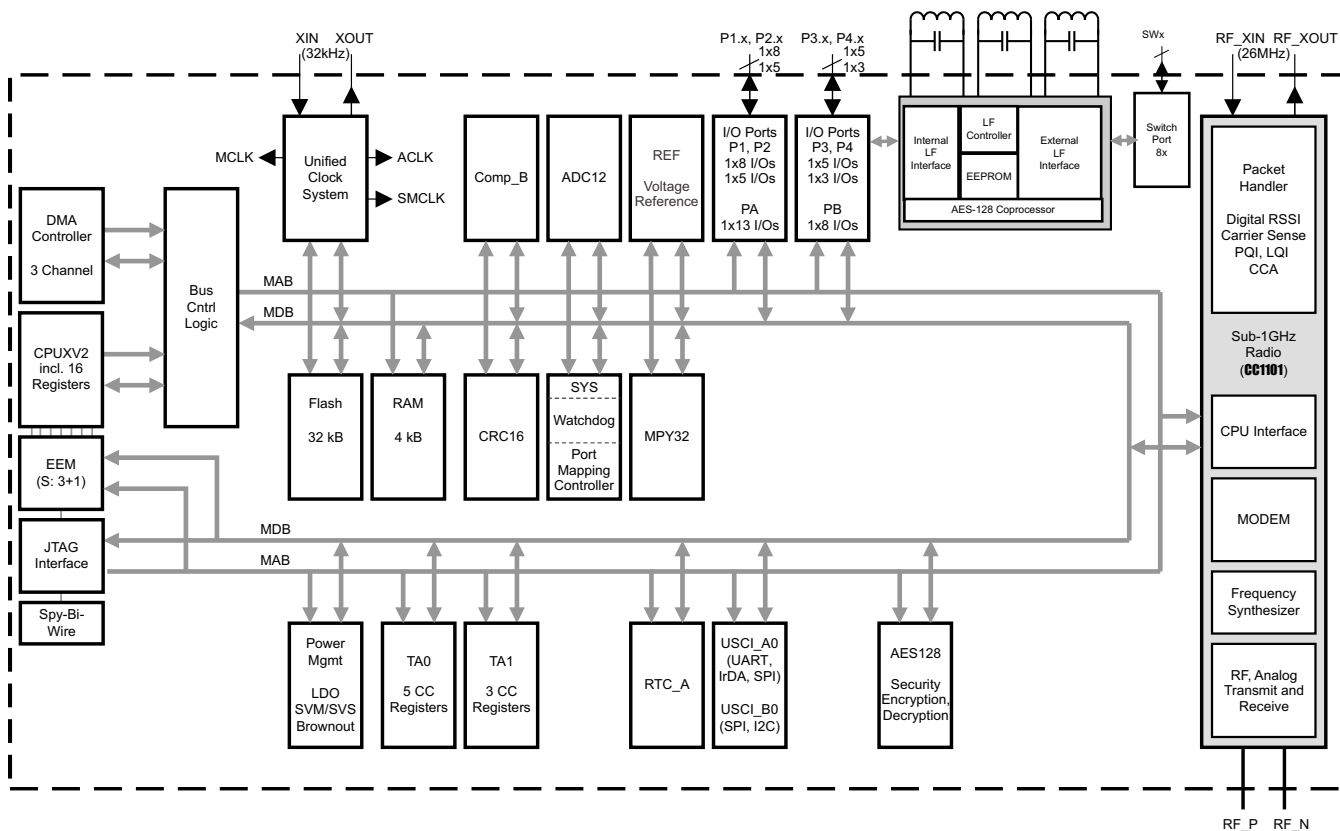 XIN XOUT
(32kHz)
P1.x, P2.x
1x8
1x5
P3.x, P4.x
1x5
1x3
SWx
RF_XIN RF_XOUT
(26MHz)
MCLK
Unified
Clock
System
ACLK
SMCLK
Comp_B
ADC12
REF
Voltage
Reference
I/O Ports
P1, P2
1x8 I/Os
1x5 I/Os
PA
1x13 I/Os
I/O Ports
P3, P4
1x5 I/Os
1x3 I/Os
PB
1x8 I/Os
Internal
LF
Interface
LF
Controller
EEPROM
External
LF
Interface
AES-128 Coprocessor
Switch
Port
8x
Packet
Handler
Digital RSSI
Carrier Sense
PQI, LQI
CCA
Sub-1GHz
Radio
(CC1101)
CPU Interface
MODEM
Frequency
Synthesizer
RF, Analog
Transmit and
Receive
RF_P RF_N
DMA
Controller
3 Channel
Bus
Cntrl
Logic
MAB
MDB
CPUXV2
incl. 16
Registers
EEM
(S: 3+1)
JTAG
Interface
Spy-Bi-
Wire
Flash
32 kB
RAM
4 kB
CRC16
SYS
Watchdog
Port
Mapping
Controller
MPY32
MDB
MAB
Power
Mgmt
LDO
SVM/SVS
Brownout
TA0
5 CC
Registers
TA1
3 CC
Registers
RTC_A
USCI_A0
(UART,
IrDA, SPI)
USCI_B0
(SPI, I2C)
AES128
Security
Encryption,
Decryption